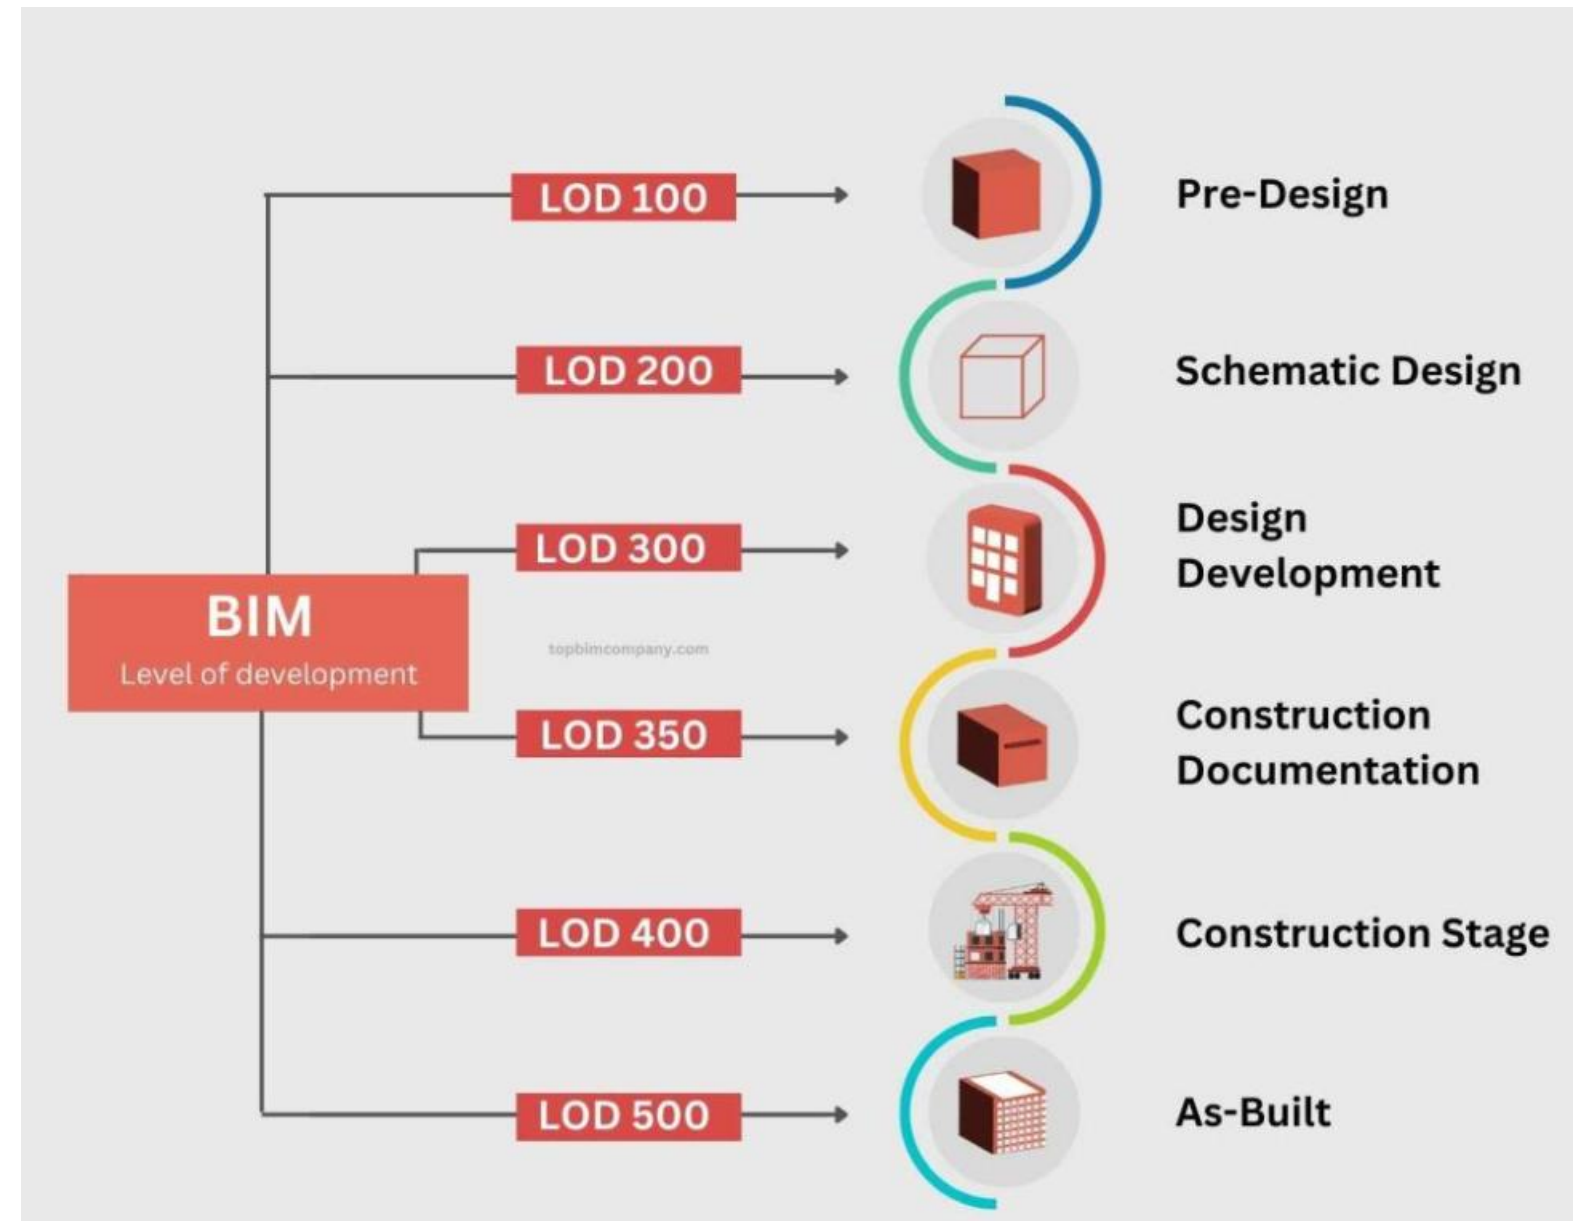 LOD 100
Pre-Design
LOD 200
Schematic Design
LOD 300
Design
Development
BIM
Level of development
topbimcompany.com
LOD 350
Construction
Documentation
LOD 400
Construction Stage
LOD 500
As-Built